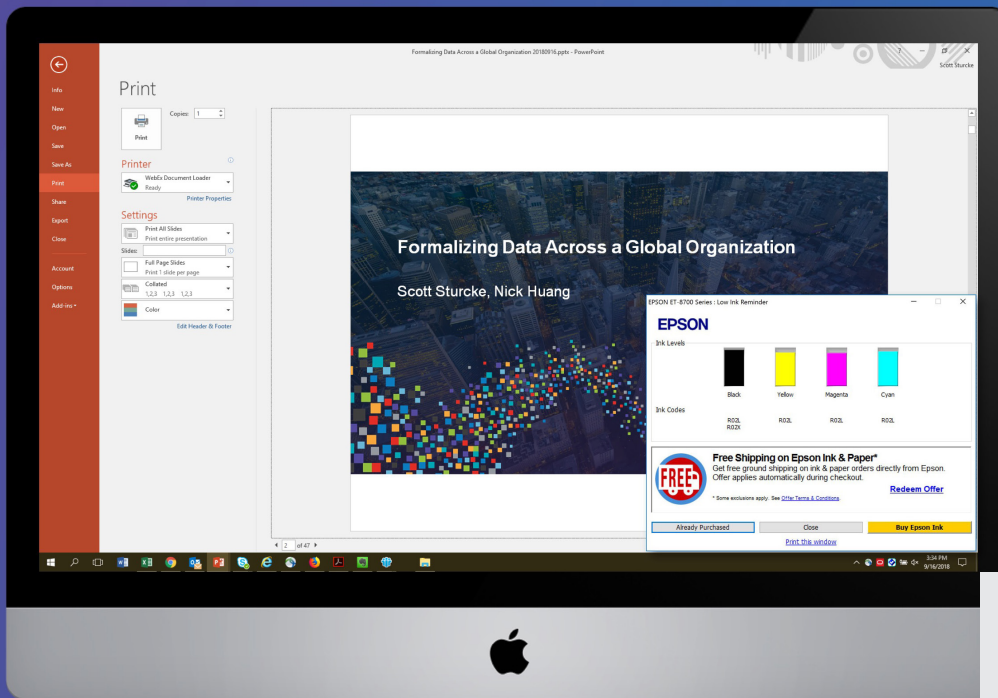 Formalizing Data Across a Global Organization 20180916.pptx - PowerPoint
?
Scott Sturcke
Info
New
Open
Save
Save As
Print
Share
Export
Close
Account
Options
Add-ins
Print
Copies: 1
Print
Printer
WebEx Document Loader
Ready
Printer Properties
Settings
Print All Slides
Print entire presentation
Slides:
Full Page Slides
Print 1 slide per page
Collated
1,2,3 1,2,3 1,2,3
Color
Edit Header & Footer
Formalizing Data Across a Global Organization
Scott Sturcke, Nick Huang
2 of 47
EPSON ET-8700 Series : Low Ink Reminder
EPSON
Ink Levels
Black Yellow Magenta Cyan
Ink Codes
R02L R02L R02L R02L
R02X
FREE
Free Shipping on Epson Ink & Paper*
Get free ground shipping on ink & paper orders directly from Epson.
Offer applies automatically during checkout.
Redeem Offer
* Some exclusions apply. See Offer Terms & Conditions.
Already Purchased Close Buy Epson Ink
Print this window
3:54 PM
9/16/2018